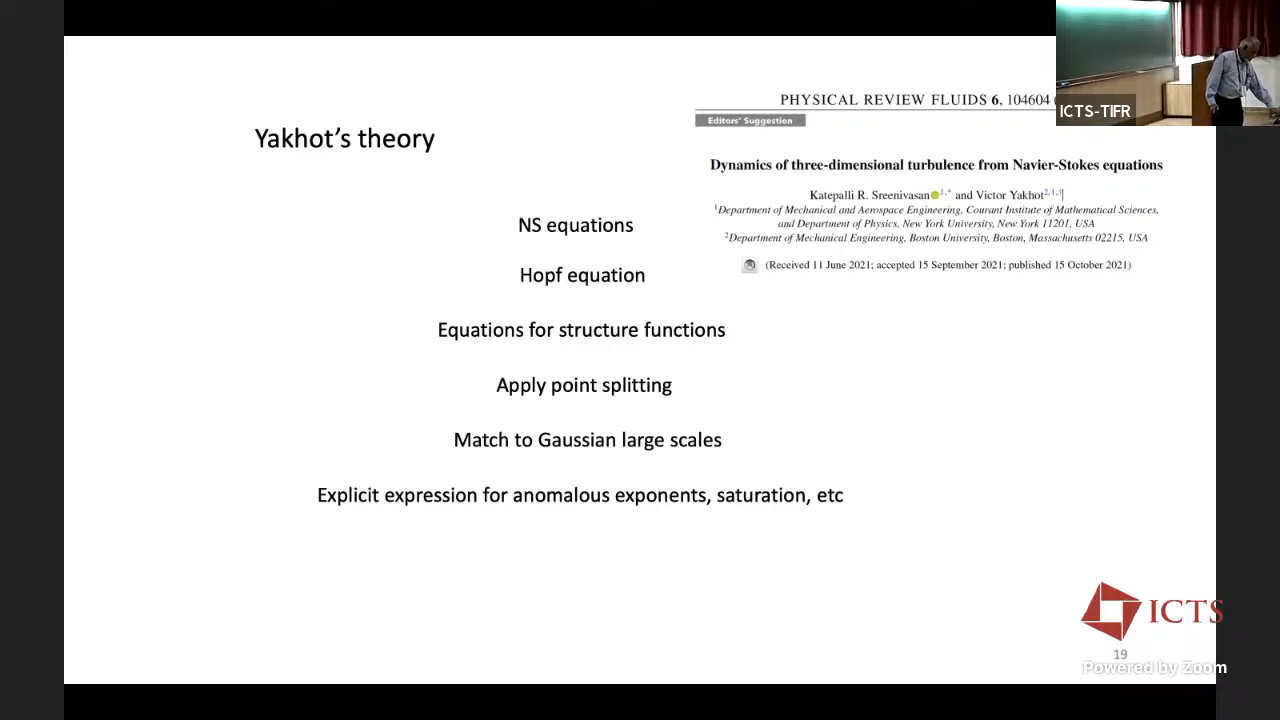 PHYSICAL REVIEW FLUIDS 6, 104604
Editors' Suggestion
ICTS-TIFR
Yakhot's theory
Dynamics of three-dimensional turbulence from Navier-Stokes equations
Katepalli R. Sreenivasan 1,* and Victor Yakhot 2,1,†
1Department of Mechanical and Aerospace Engineering, Courant Institute of Mathematical Sciences,
and Department of Physics, New York University, New York 11201, USA
2Department of Mechanical Engineering, Boston University, Boston, Massachusetts 02215, USA
(Received 11 June 2021; accepted 15 September 2021; published 15 October 2021)
NS equations
Hopf equation
Equations for structure functions
Apply point splitting
Match to Gaussian large scales
Explicit expression for anomalous exponents, saturation, etc
ICTS
19
Powered by Zoom